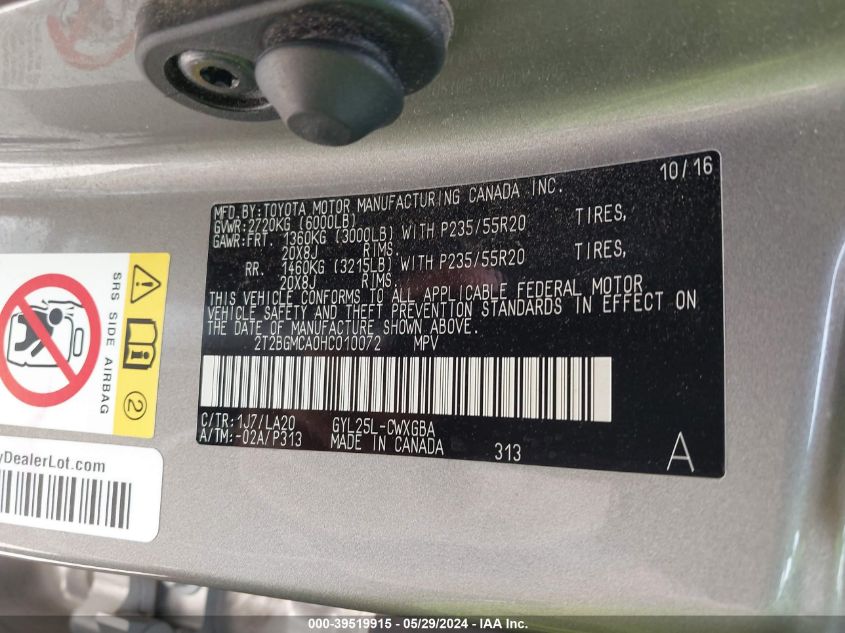 10/16
MFD.BY:TOYOTA MOTOR MANUFACTURING CANADA INC.
GVWR:2720KG (6000LB)
GAWR:FRT. 1360KG (3000LB) WITH P235/55R20 TIRES,
20X8J RIMS
RR. 1460KG (3215LB) WITH P235/55R20 TIRES,
20X8J RIMS
THIS VEHICLE CONFORMS TO ALL APPLICABLE FEDERAL MOTOR
VEHICLE SAFETY AND THEFT PREVENTION STANDARDS IN EFFECT ON
THE DATE OF MANUFACTURE SHOWN ABOVE.
2T2BGMCA0HC010072 MPV
C/TR:1J7/LA20 GYL25L-CWXGBA
A/TM:-02A/P313 MADE IN CANADA 313
A
SRS SIDE AIRBAG
2
yDealerLot.com
000-39519915 - 05/29/2024 - IAA Inc.